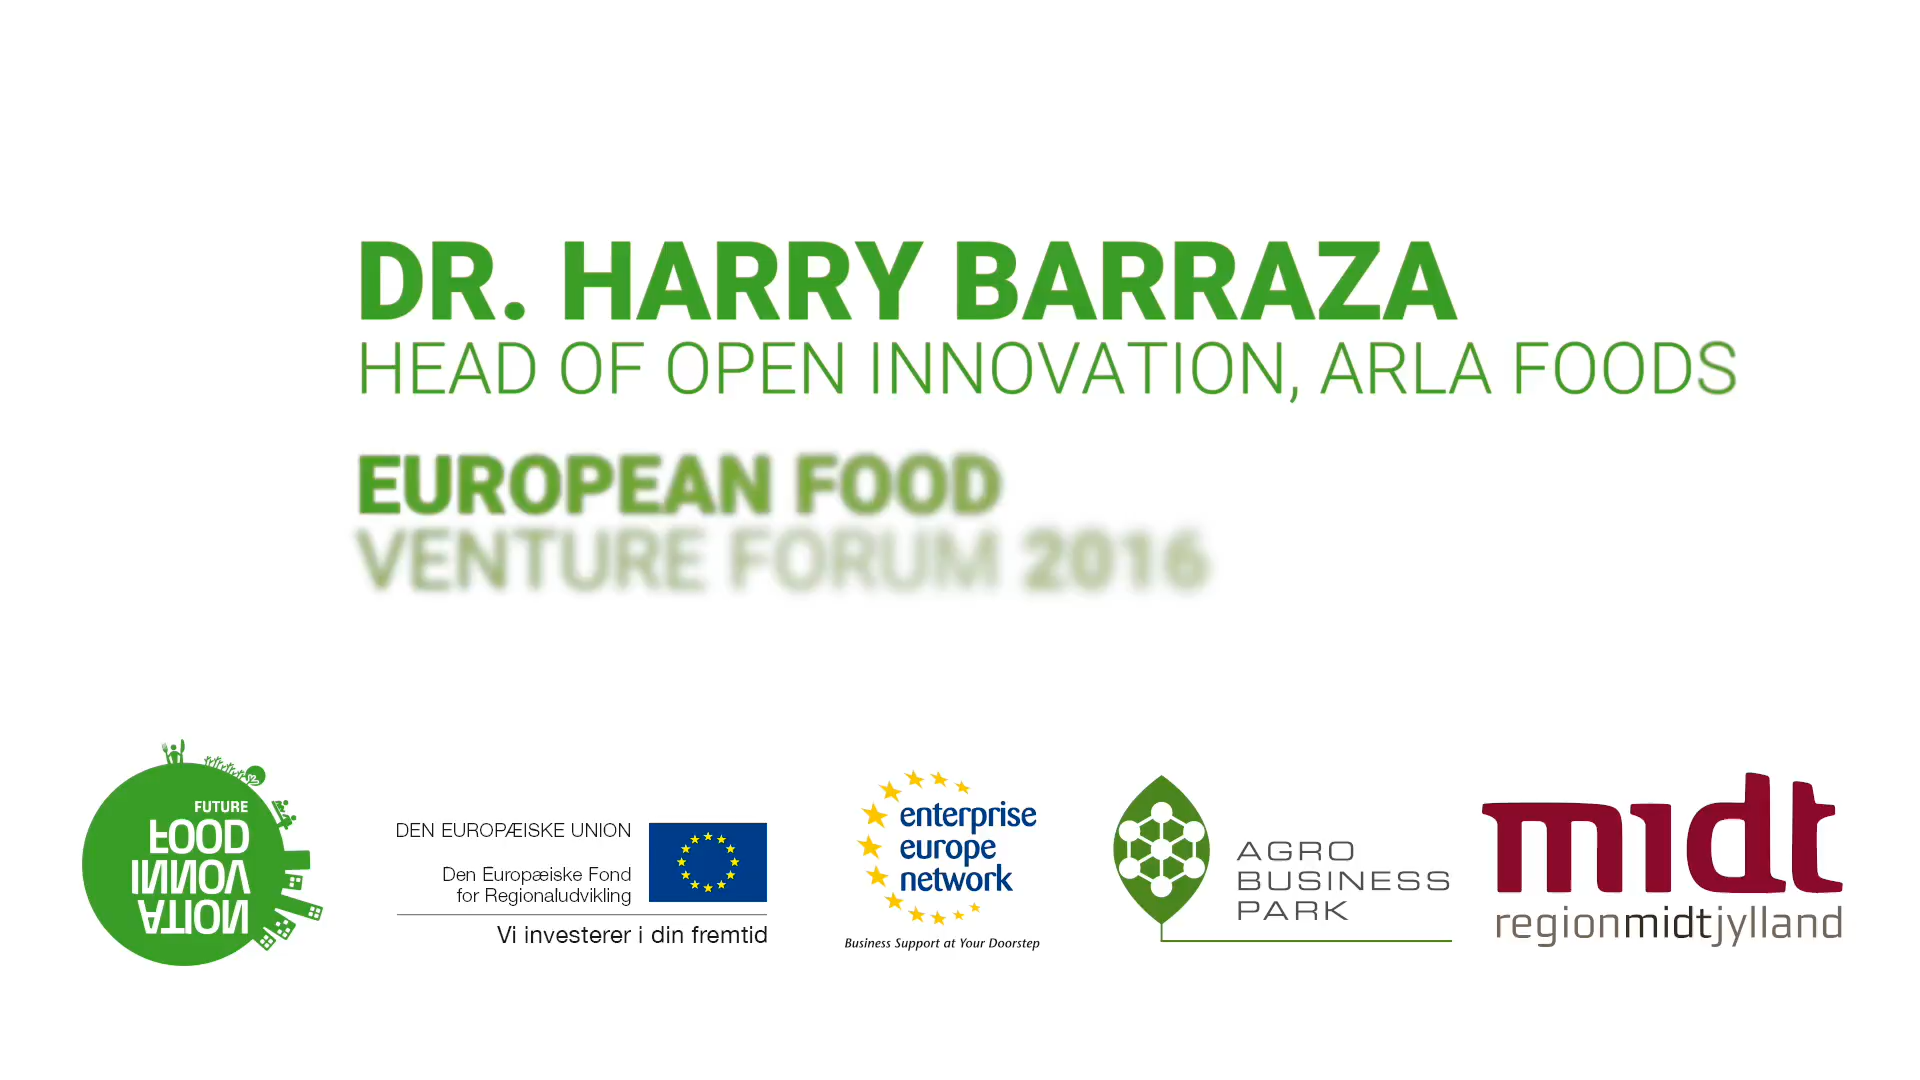 DR. HARRY BARRAZA
HEAD OF OPEN INNOVATION, ARLA FOODS
EUROPEAN FOOD
VENTURE FORUM 2016
FUTURE
FOOD
INNOV
ATION
DEN EUROPÆISKE UNION
Den Europæiske Fond
for Regionaludvikling
Vi investerer i din fremtid
enterprise
europe
network
Business Support at Your Doorstep
AGRO
BUSINESS
PARK
midt
regionmidtjylland